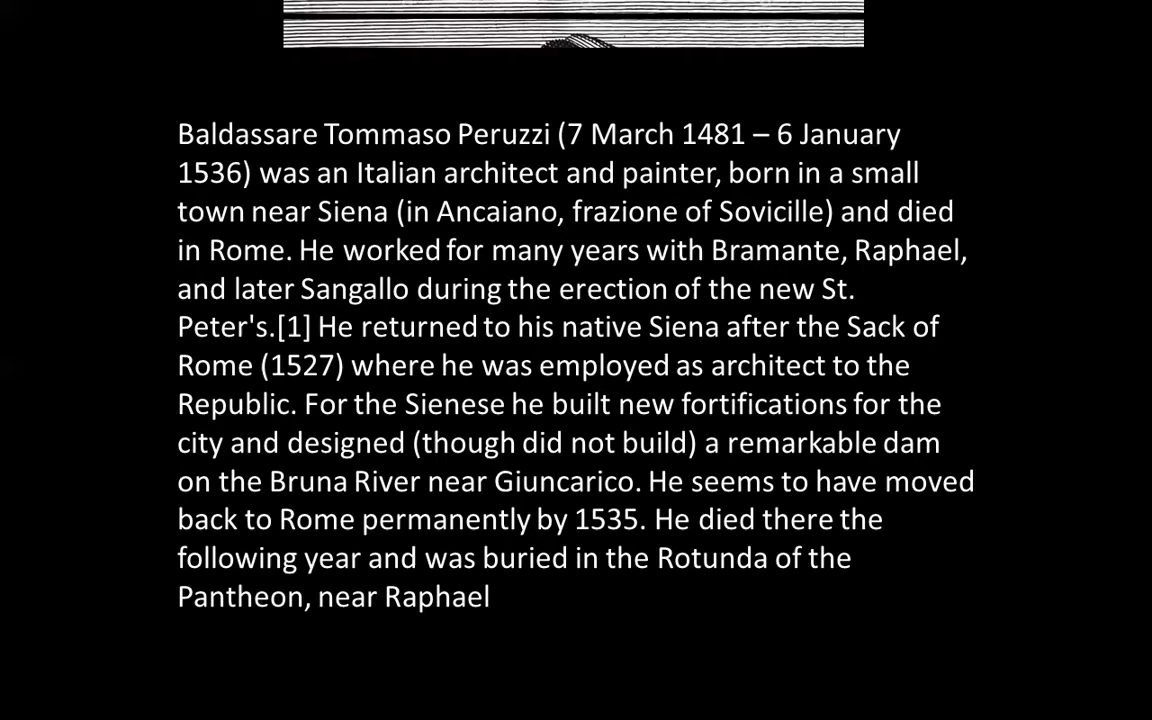 Baldassare Tommaso Peruzzi (7 March 1481 – 6 January
1536) was an Italian architect and painter, born in a small
town near Siena (in Ancaiano, frazione of Sovicille) and died
in Rome. He worked for many years with Bramante, Raphael,
and later Sangallo during the erection of the new St.
Peter's.[1] He returned to his native Siena after the Sack of
Rome (1527) where he was employed as architect to the
Republic. For the Sienese he built new fortifications for the
city and designed (though did not build) a remarkable dam
on the Bruna River near Giuncarico. He seems to have moved
back to Rome permanently by 1535. He died there the
following year and was buried in the Rotunda of the
Pantheon, near Raphael